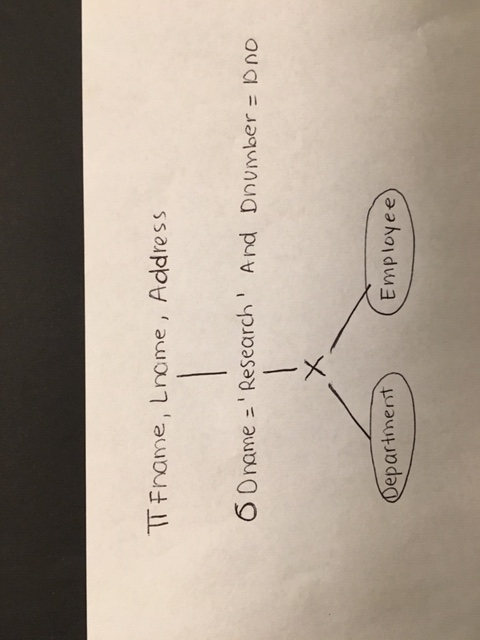 π Fname, Lname, Address
σ Dname = 'Research' And Dnumber = Dno
X
Department
Employee